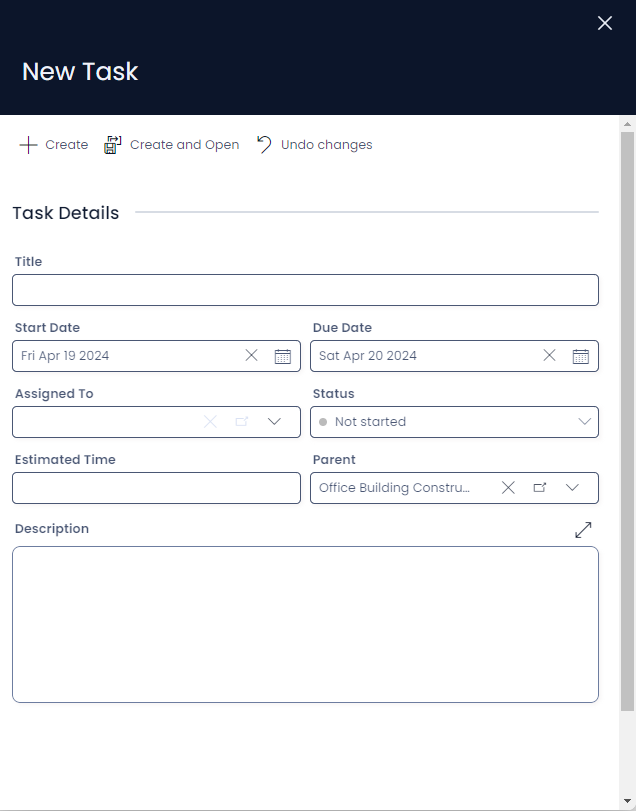 New Task
Create Create and Open Undo changes
Task Details
Title
Start Date Due Date
Fri Apr 19 2024 Sat Apr 20 2024
Assigned To Status
Not started
Estimated Time Parent
Office Building Constru...
Description